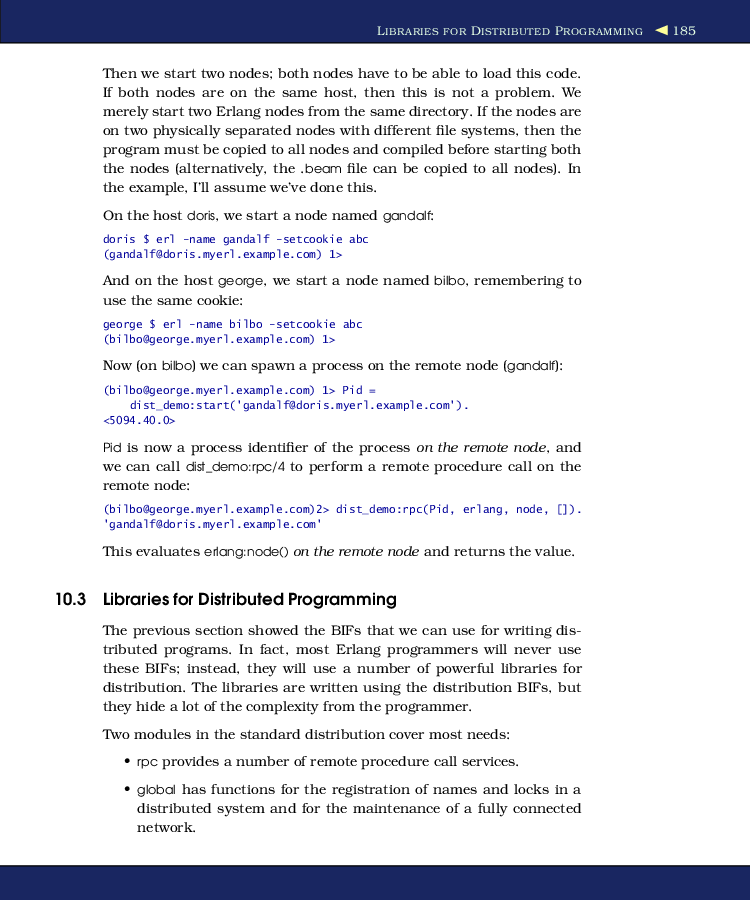 LIBRARIES FOR DISTRIBUTED PROGRAMMING ◀ 185
Then we start two nodes; both nodes have to be able to load this code.
If both nodes are on the same host, then this is not a problem. We
merely start two Erlang nodes from the same directory. If the nodes are
on two physically separated nodes with different file systems, then the
program must be copied to all nodes and compiled before starting both
the nodes (alternatively, the .beam file can be copied to all nodes). In
the example, I'll assume we've done this.
On the host doris, we start a node named gandalf:
doris $ erl -name gandalf -setcookie abc
(gandalf@doris.myerl.example.com) 1>
And on the host george, we start a node named bilbo, remembering to
use the same cookie:
george $ erl -name bilbo -setcookie abc
(bilbo@george.myerl.example.com) 1>
Now (on bilbo) we can spawn a process on the remote node (gandalf):
(bilbo@george.myerl.example.com) 1> Pid =
    dist_demo:start('gandalf@doris.myerl.example.com').
<5094.40.0>
Pid is now a process identifier of the process on the remote node, and
we can call dist_demo:rpc/4 to perform a remote procedure call on the
remote node:
(bilbo@george.myerl.example.com)2> dist_demo:rpc(Pid, erlang, node, []).
'gandalf@doris.myerl.example.com'
This evaluates erlang:node() on the remote node and returns the value.
10.3 Libraries for Distributed Programming
The previous section showed the BIFs that we can use for writing dis-
tributed programs. In fact, most Erlang programmers will never use
these BIFs; instead, they will use a number of powerful libraries for
distribution. The libraries are written using the distribution BIFs, but
they hide a lot of the complexity from the programmer.
Two modules in the standard distribution cover most needs:
• rpc provides a number of remote procedure call services.
• global has functions for the registration of names and locks in a
distributed system and for the maintenance of a fully connected
network.